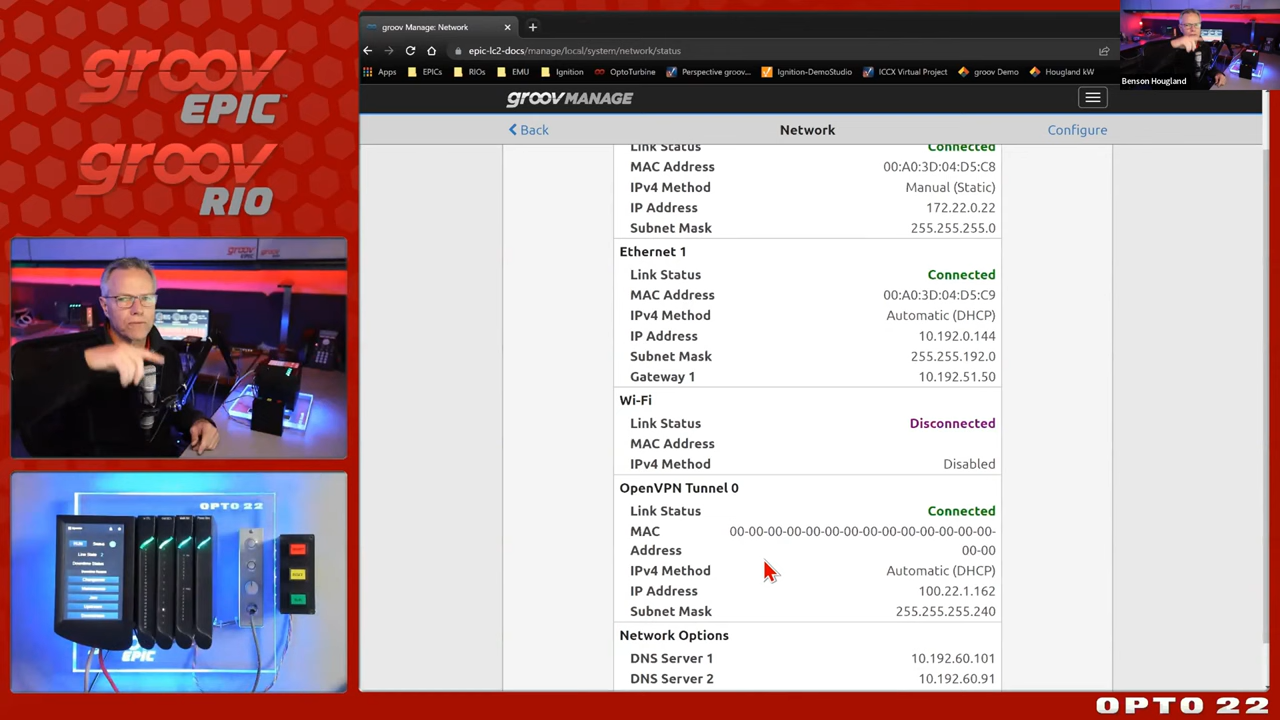 groov
EPIC™
groov
RIO
OPTO 22
EPIC
groov Manage: Network
epic-lc2-docs/manage/local/system/network/status
Apps EPICs RIOs EMU Ignition OptoTurbine Perspective groov... Ignition-DemoStudio ICCX Virtual Project groov Demo Hougland kW
Benson Hougland
groov MANAGE
Back Network Configure
Link Status Connected
MAC Address 00:A0:3D:04:D5:C8
IPv4 Method Manual (Static)
IP Address 172.22.0.22
Subnet Mask 255.255.255.0
Ethernet 1
Link Status Connected
MAC Address 00:A0:3D:04:D5:C9
IPv4 Method Automatic (DHCP)
IP Address 10.192.0.144
Subnet Mask 255.255.192.0
Gateway 1 10.192.51.50
Wi-Fi
Link Status Disconnected
MAC Address
IPv4 Method Disabled
OpenVPN Tunnel 0
Link Status Connected
MAC 00-00-00-00-00-00-00-00-00-00-00-00-00-00-
Address 00-00
IPv4 Method Automatic (DHCP)
IP Address 100.22.1.162
Subnet Mask 255.255.255.240
Network Options
DNS Server 1 10.192.60.101
DNS Server 2 10.192.60.91
OPTO 22